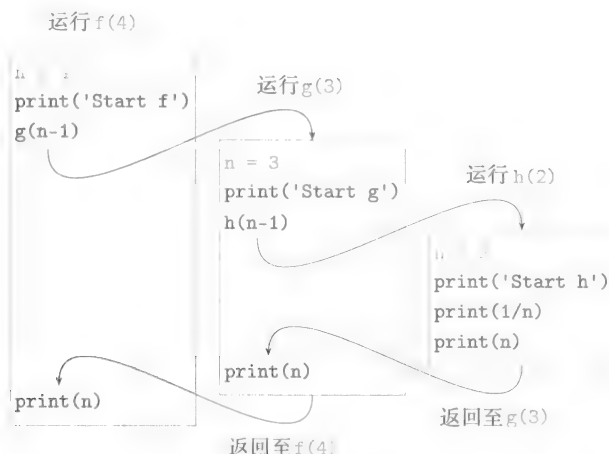 运行f(4)
print('Start f')
g(n-1)
print(n)
运行g(3)
n = 3
print('Start g')
h(n-1)
print(n)
运行h(2)
print('Start h')
print(1/n)
print(n)
返回至g(3)
返回至f(4)